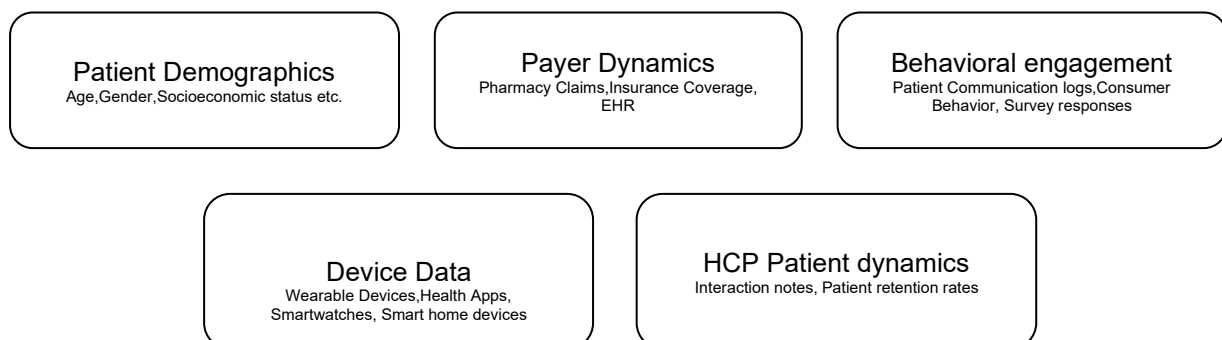 Patient Demographics
Age,Gender,Socioeconomic status etc.
Payer Dynamics
Pharmacy Claims,Insurance Coverage,
EHR
Behavioral engagement
Patient Communication logs,Consumer
Behavior, Survey responses
Device Data
Wearable Devices,Health Apps,
Smartwatches, Smart home devices
HCP Patient dynamics
Interaction notes, Patient retention rates